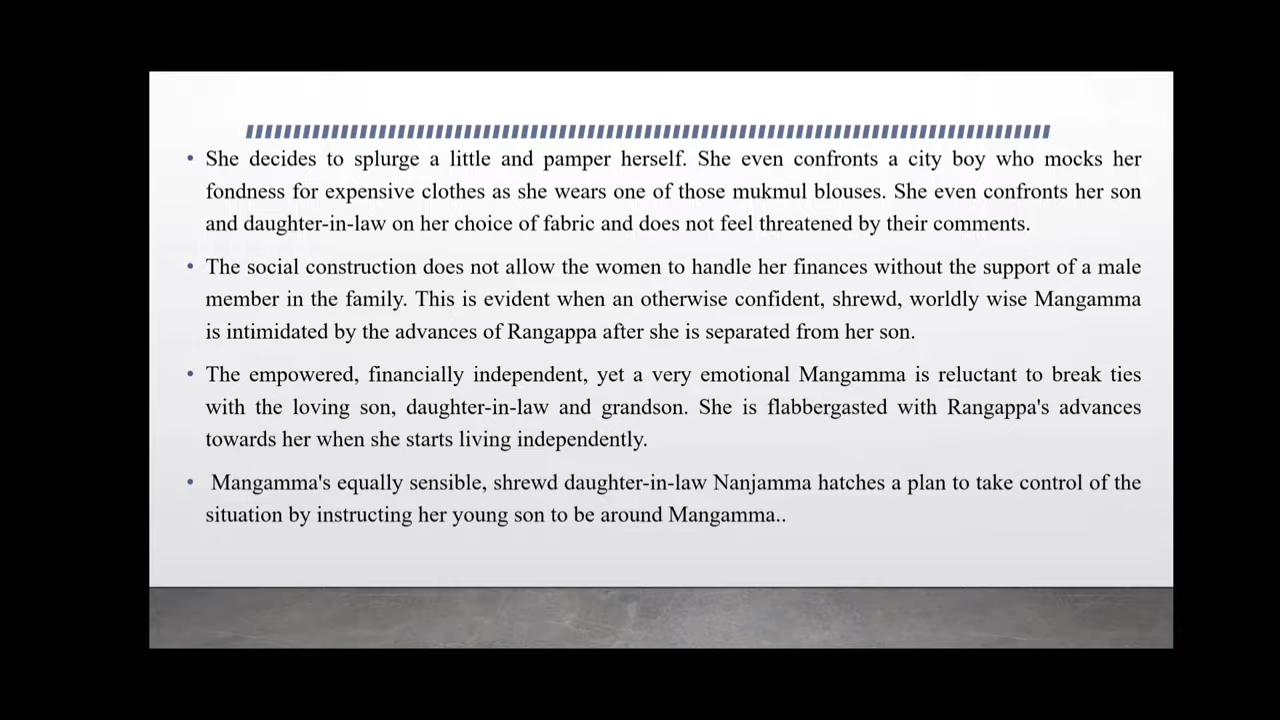 • She decides to splurge a little and pamper herself. She even confronts a city boy who mocks her
fondness for expensive clothes as she wears one of those mukmul blouses. She even confronts her son
and daughter-in-law on her choice of fabric and does not feel threatened by their comments.
• The social construction does not allow the women to handle her finances without the support of a male
member in the family. This is evident when an otherwise confident, shrewd, worldly wise Mangamma
is intimidated by the advances of Rangappa after she is separated from her son.
• The empowered, financially independent, yet a very emotional Mangamma is reluctant to break ties
with the loving son, daughter-in-law and grandson. She is flabbergasted with Rangappa's advances
towards her when she starts living independently.
• Mangamma's equally sensible, shrewd daughter-in-law Nanjamma hatches a plan to take control of the
situation by instructing her young son to be around Mangamma..